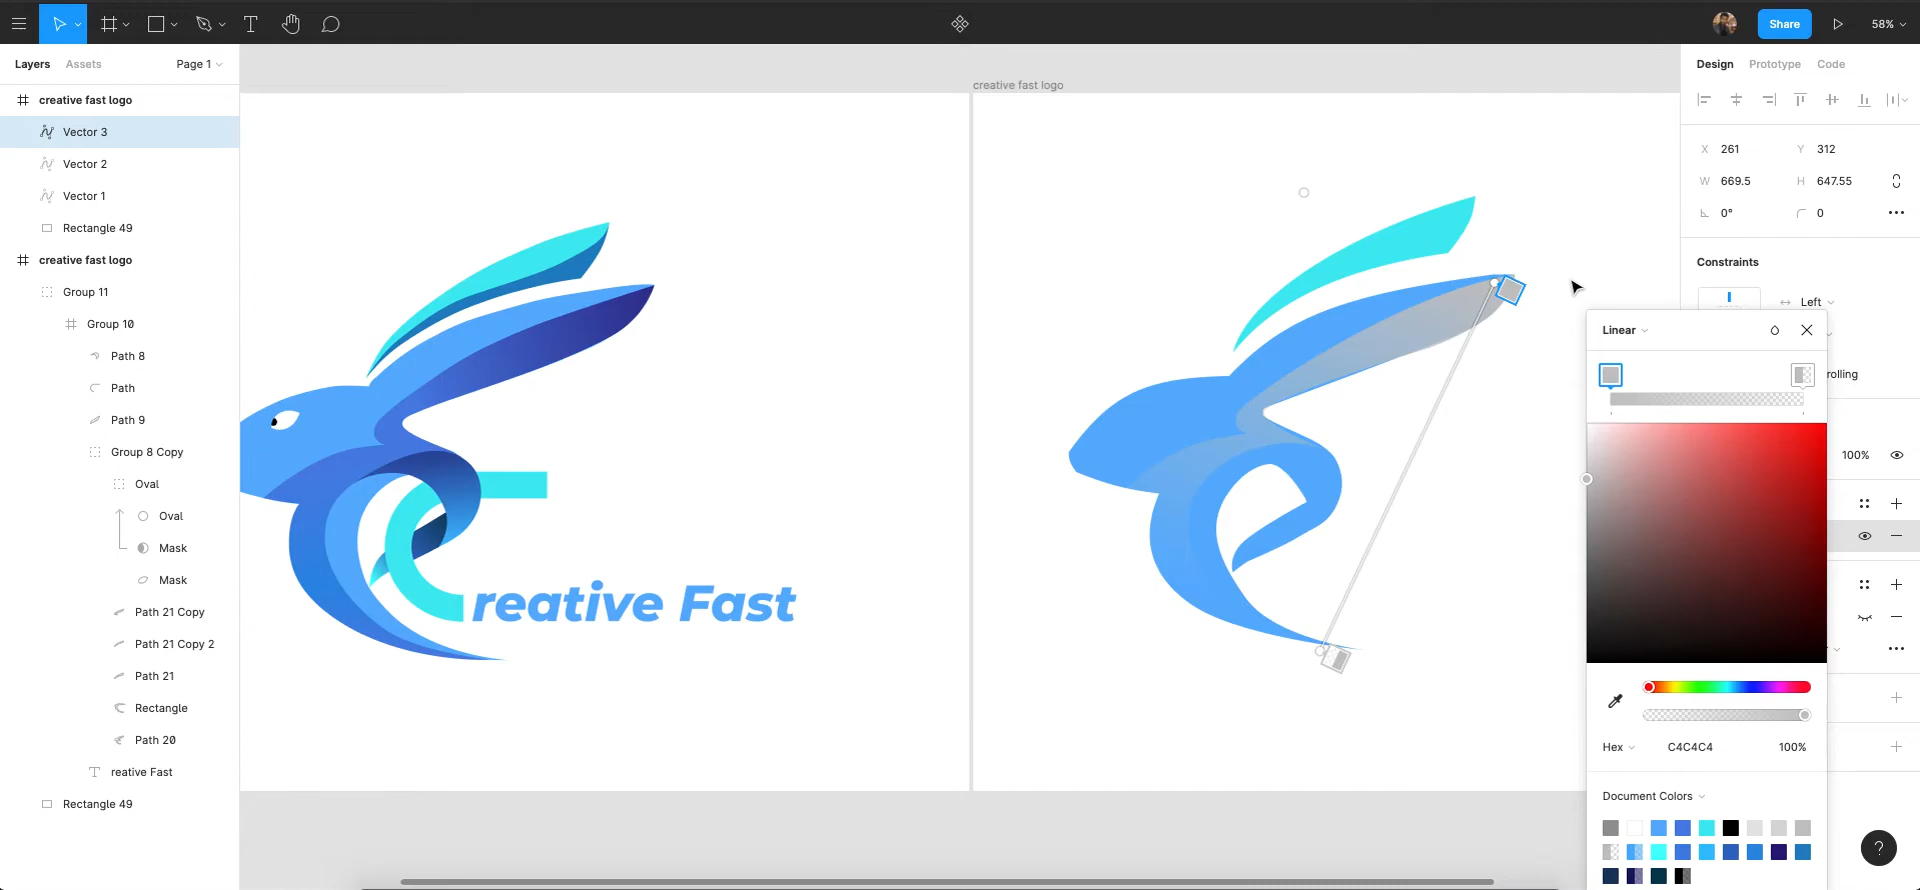 Share
58%
Layers
Assets
Page 1
creative fast logo
Vector 3
Vector 2
Vector 1
Rectangle 49
creative fast logo
Group 11
Group 10
Path 8
Path
Path 9
Group 8 Copy
Oval
Oval
Mask
Mask
Path 21 Copy
Path 21 Copy 2
Path 21
Rectangle
Path 20
reative Fast
Rectangle 49
creative fast logo
reative Fast
Design
Prototype
Code
X 261
Y 312
W 669.5
H 647.55
0°
0
Constraints
Left
rolling
100%
Linear
Hex
C4C4C4
100%
Document Colors
?